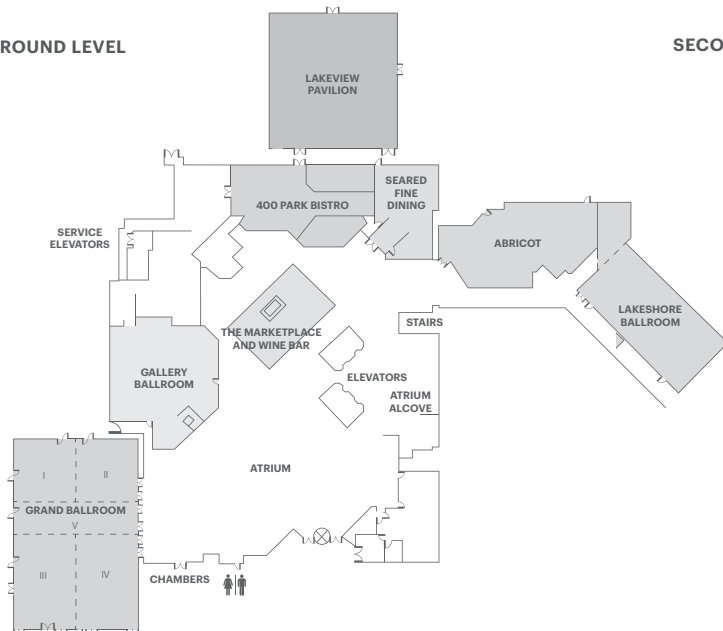 ROUND LEVEL
SECO
LAKEVIEW
PAVILION
SEARED
FINE
DINING
400 PARK BISTRO
SERVICE
ELEVATORS
ABRICOT
LAKESHORE
BALLROOM
STAIRS
THE MARKETPLACE
AND WINE BAR
GALLERY
BALLROOM
ELEVATORS
ATRIUM
ALCOVE
ATRIUM
I
II
GRAND BALLROOM
V
III
IV
CHAMBERS